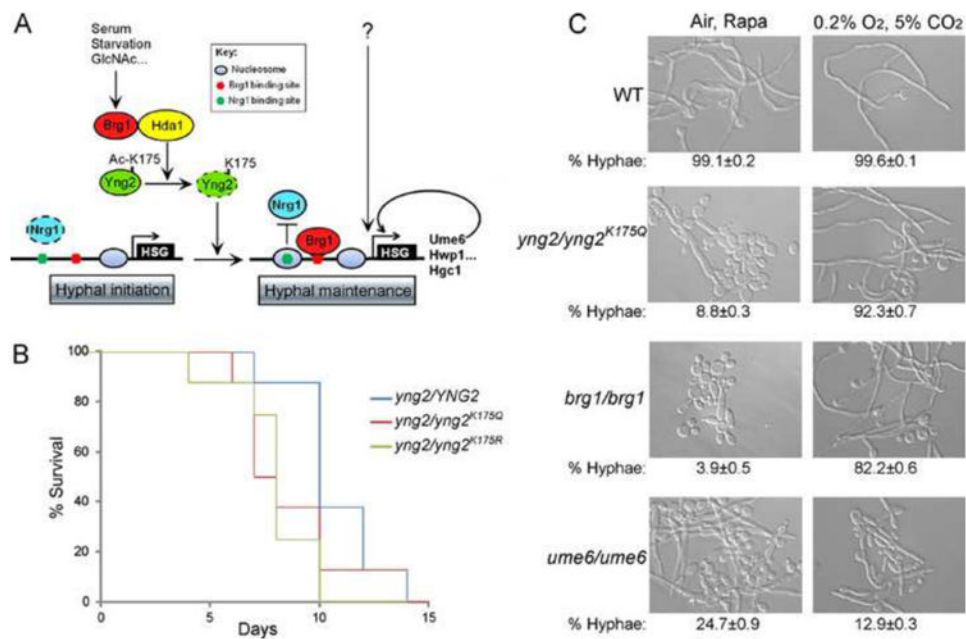 A
Serum
Starvation
GlcNAc...
Key:
Nucleosome
Brg1 binding site
Nrg1 binding site
?
Brg1
Hda1
Ac-K175
K175
Yng2
Yng2
Nrg1
Nrg1
Brg1
HSG
HSG
Ume6
Hwp1...
Hgc1
Hyphal initiation
Hyphal maintenance
B
100
80
60
40
20
0
% Survival
0 5 10 15
Days
yng2/YNG2
yng2/yng2K175Q
yng2/yng2K175R
C
Air, Rapa 0.2% O2, 5% CO2
WT
% Hyphae: 99.1±0.2 99.6±0.1
yng2/yng2K175Q
% Hyphae: 8.8±0.3 92.3±0.7
brg1/brg1
% Hyphae: 3.9±0.5 82.2±0.6
ume6/ume6
% Hyphae: 24.7±0.9 12.9±0.3